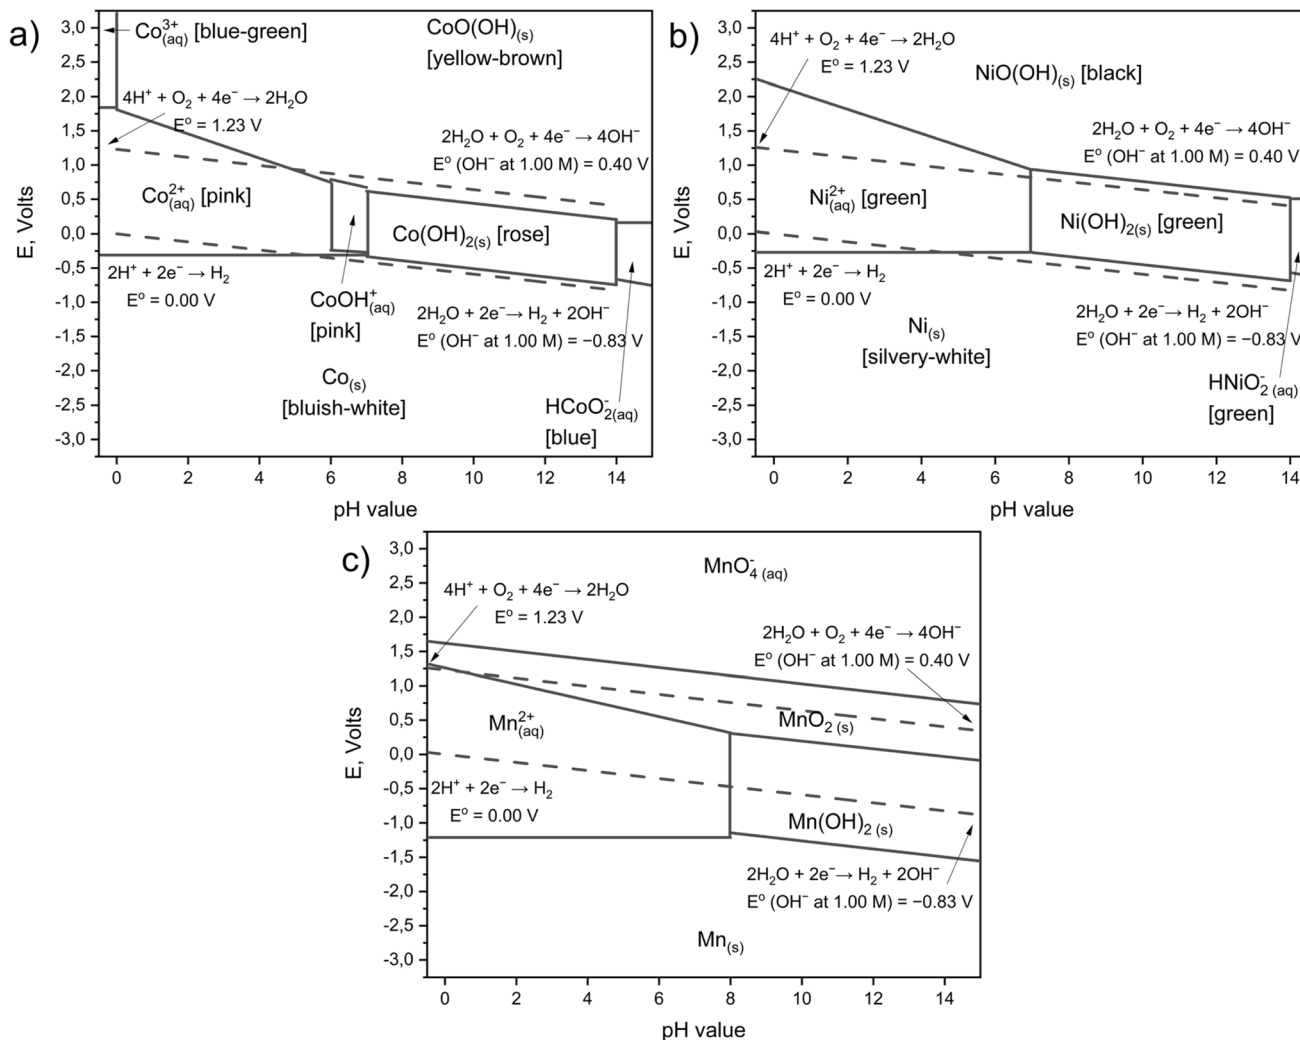 a)
Co³⁺(aq) [blue-green]
CoO(OH)(s)
[yellow-brown]
4H⁺ + O₂ + 4e⁻ → 2H₂O
E° = 1.23 V
2H₂O + O₂ + 4e⁻ → 4OH⁻
E° (OH⁻ at 1.00 M) = 0.40 V
Co²⁺(aq) [pink]
Co(OH)₂(s) [rose]
2H⁺ + 2e⁻ → H₂
E° = 0.00 V
CoOH⁺(aq)
[pink]
2H₂O + 2e⁻ → H₂ + 2OH⁻
E° (OH⁻ at 1.00 M) = −0.83 V
Co(s)
[bluish-white]
HCoO₂⁻(aq)
[blue]
E, Volts
3,0
2,5
2,0
1,5
1,0
0,5
0,0
-0,5
-1,0
-1,5
-2,0
-2,5
-3,0
0 2 4 6 8 10 12 14
pH value
b)
4H⁺ + O₂ + 4e⁻ → 2H₂O
E° = 1.23 V
NiO(OH)(s) [black]
2H₂O + O₂ + 4e⁻ → 4OH⁻
E° (OH⁻ at 1.00 M) = 0.40 V
Ni²⁺(aq) [green]
Ni(OH)₂(s) [green]
2H⁺ + 2e⁻ → H₂
E° = 0.00 V
2H₂O + 2e⁻ → H₂ + 2OH⁻
E° (OH⁻ at 1.00 M) = −0.83 V
Ni(s)
[silvery-white]
HNiO₂⁻(aq)
[green]
E, Volts
3,0
2,5
2,0
1,5
1,0
0,5
0,0
-0,5
-1,0
-1,5
-2,0
-2,5
-3,0
0 2 4 6 8 10 12 14
pH value
c)
MnO₄⁻(aq)
4H⁺ + O₂ + 4e⁻ → 2H₂O
E° = 1.23 V
2H₂O + O₂ + 4e⁻ → 4OH⁻
E° (OH⁻ at 1.00 M) = 0.40 V
Mn²⁺(aq)
MnO₂ (s)
2H⁺ + 2e⁻ → H₂
E° = 0.00 V
Mn(OH)₂ (s)
2H₂O + 2e⁻ → H₂ + 2OH⁻
E° (OH⁻ at 1.00 M) = −0.83 V
Mn(s)
E, Volts
3,0
2,5
2,0
1,5
1,0
0,5
0,0
-0,5
-1,0
-1,5
-2,0
-2,5
-3,0
0 2 4 6 8 10 12 14
pH value